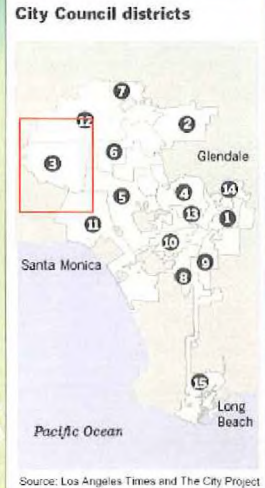 City Council districts
7
12
2
6
3
Glendale
5
4
14
13
1
11
10
Santa Monica
9
8
15
Long
Beach
Pacific Ocean
Source: Los Angeles Times and The City Project